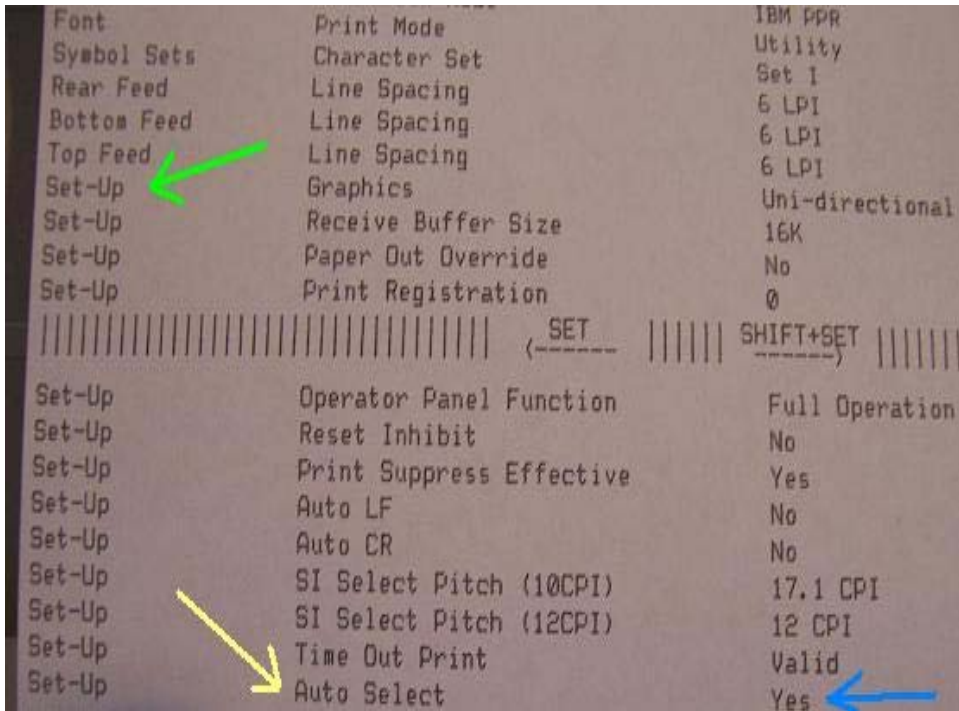 IBM PPR
Font Print Mode Utility
Symbol Sets Character Set Set I
Rear Feed Line Spacing 6 LPI
Bottom Feed Line Spacing 6 LPI
Top Feed Line Spacing 6 LPI
Set-Up Graphics Uni-directional
Set-Up Receive Buffer Size 16K
Set-Up Paper Out Override No
Set-Up Print Registration 0
SET SHIFT+SET
Set-Up Operator Panel Function Full Operation
Set-Up Reset Inhibit No
Set-Up Print Suppress Effective Yes
Set-Up Auto LF No
Set-Up Auto CR No
Set-Up SI Select Pitch (10CPI) 17.1 CPI
Set-Up SI Select Pitch (12CPI) 12 CPI
Set-Up Time Out Print Valid
Set-Up Auto Select Yes